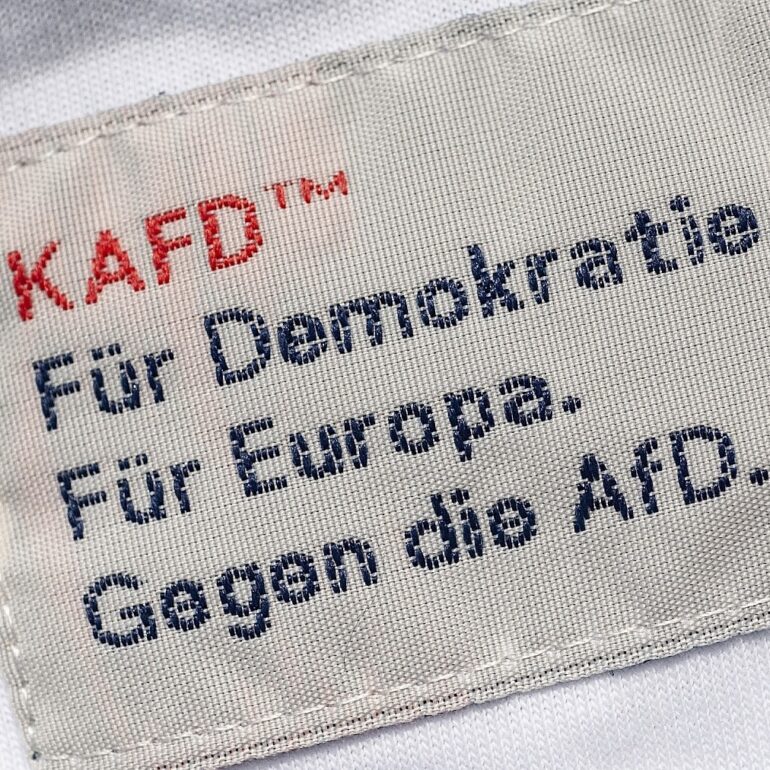 KAFD™
Für Demokratie
Für Europa.
Gegen die AfD.